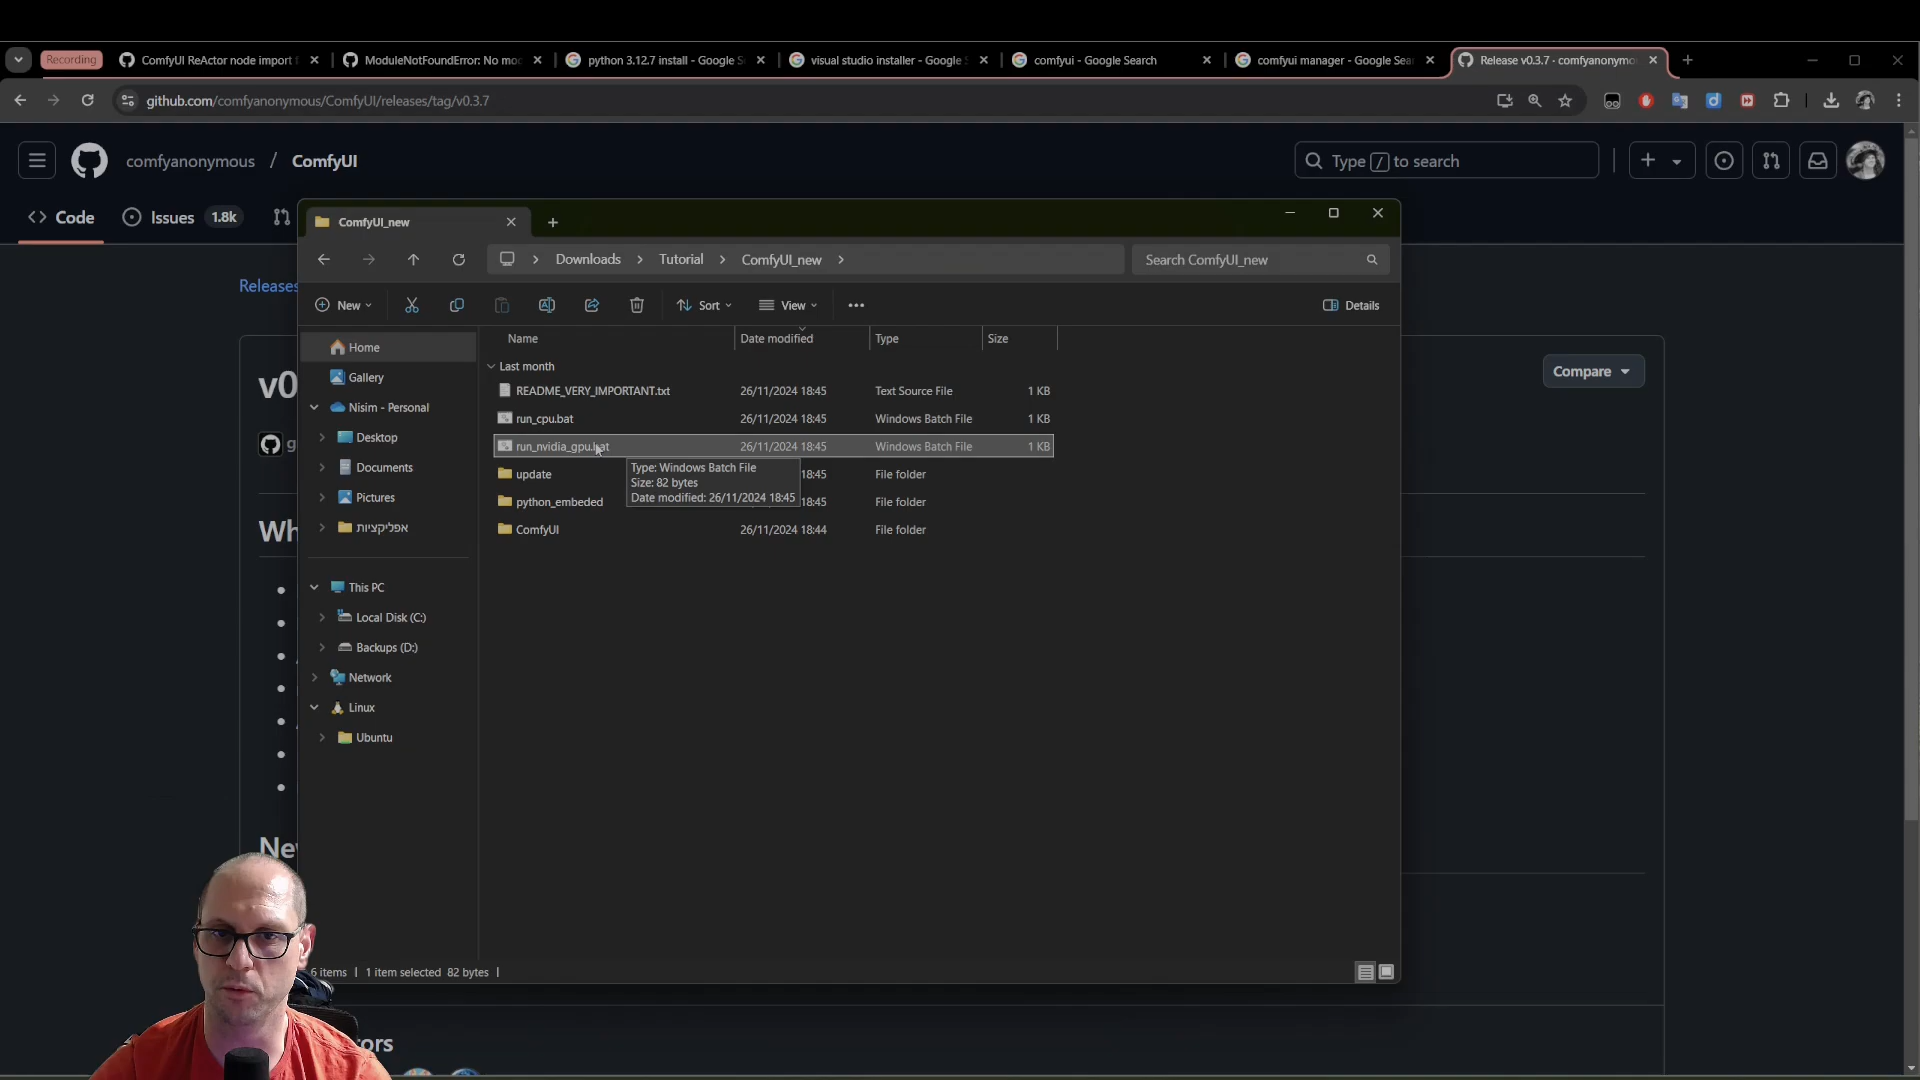 Recording
ComfyUI ReActor node import f
ModuleNotFoundError: No mo
python 3.12.7 install - Google S
visual studio installer - Google S
comfyui - Google Search
comfyui manager - Google Sear
Release v0.3.7 · comfyanonymo
github.com/comfyanonymous/ComfyUI/releases/tag/v0.3.7
comfyanonymous / ComfyUI
Type / to search
Code
Issues 1.8k
Releases
v0
Compare
g
Wh
Ne
ors
ComfyUI_new
Downloads > Tutorial > ComfyUI_new >
Search ComfyUI_new
New
Sort
View
Details
Name
Date modified
Type
Size
Last month
README_VERY_IMPORTANT.txt 26/11/2024 18:45 Text Source File 1 KB
run_cpu.bat 26/11/2024 18:45 Windows Batch File 1 KB
run_nvidia_gpu.bat 26/11/2024 18:45 Windows Batch File 1 KB
update 18:45 File folder
python_embeded 18:45 File folder
ComfyUI 26/11/2024 18:44 File folder
Type: Windows Batch File
Size: 82 bytes
Date modified: 26/11/2024 18:45
Home
Gallery
Nisim - Personal
Desktop
Documents
Pictures
אפליקציות
This PC
Local Disk (C:)
Backups (D:)
Network
Linux
Ubuntu
6 items | 1 item selected 82 bytes |